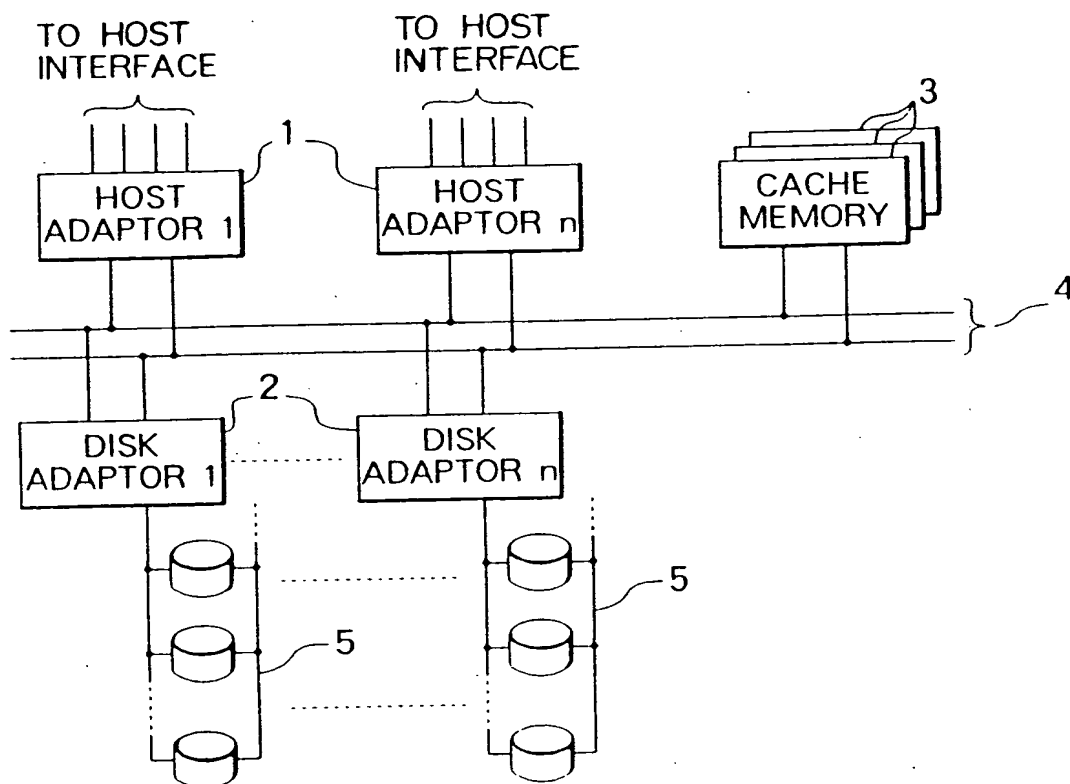 TO HOST
INTERFACE
TO HOST
INTERFACE
1
3
HOST
ADAPTOR 1
HOST
ADAPTOR n
CACHE
MEMORY
4
2
DISK
ADAPTOR 1
DISK
ADAPTOR n
5
5